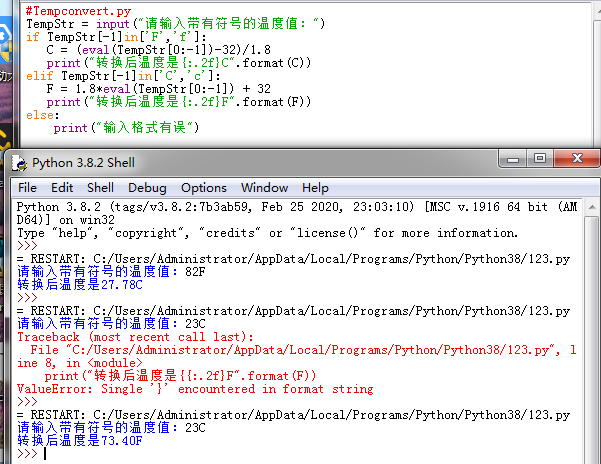 #Tempconvert.py
TempStr = input("请输入带有符号的温度值: ")
if TempStr[-1]in['F','f']:
    C = (eval(TempStr[0:-1])-32)/1.8
    print("转换后温度是{:.2f}C".format(C))
elif TempStr[-1]in['C','c']:
    F = 1.8*eval(TempStr[0:-1]) + 32
    print("转换后温度是{:.2f}F".format(F))
else:
    print("输入格式有误")
Python 3.8.2 Shell
File Edit Shell Debug Options Window Help
Python 3.8.2 (tags/v3.8.2:7b3ab59, Feb 25 2020, 23:03:10) [MSC v.1916 64 bit (AM
D64)] on win32
Type "help", "copyright", "credits" or "license()" for more information.
>>>
= RESTART: C:/Users/Administrator/AppData/Local/Programs/Python/Python38/123.py
请输入带有符号的温度值: 82F
转换后温度是27.78C
>>>
= RESTART: C:/Users/Administrator/AppData/Local/Programs/Python/Python38/123.py
请输入带有符号的温度值: 23C
Traceback (most recent call last):
  File "C:/Users/Administrator/AppData/Local/Programs/Python/Python38/123.py", l
ine 8, in <module>
    print("转换后温度是{{:.2f}F".format(F))
ValueError: Single '}' encountered in format string
>>>
= RESTART: C:/Users/Administrator/AppData/Local/Programs/Python/Python38/123.py
请输入带有符号的温度值: 23C
转换后温度是73.40F
>>>